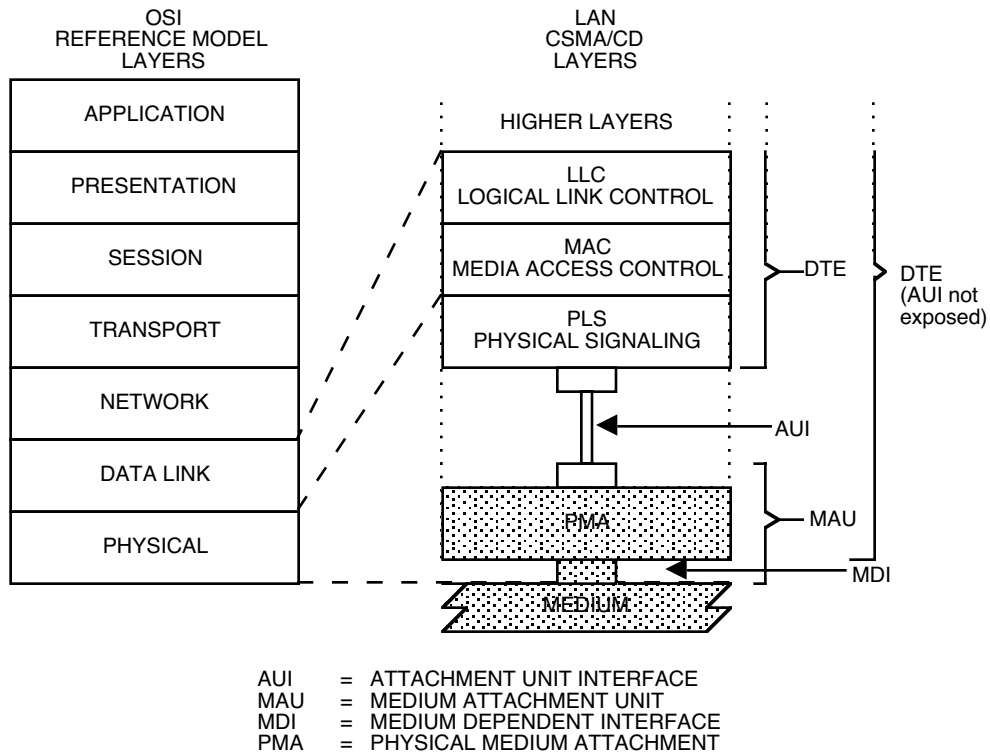 OSI
REFERENCE MODEL
LAYERS
APPLICATION
PRESENTATION
SESSION
TRANSPORT
NETWORK
DATA LINK
PHYSICAL
LAN
CSMA/CD
LAYERS
HIGHER LAYERS
LLC
LOGICAL LINK CONTROL
MAC
MEDIA ACCESS CONTROL
PLS
PHYSICAL SIGNALING
DTE
DTE
(AUI not
exposed)
AUI
PMA
MAU
MDI
MEDIUM
AUI = ATTACHMENT UNIT INTERFACE
MAU = MEDIUM ATTACHMENT UNIT
MDI = MEDIUM DEPENDENT INTERFACE
PMA = PHYSICAL MEDIUM ATTACHMENT